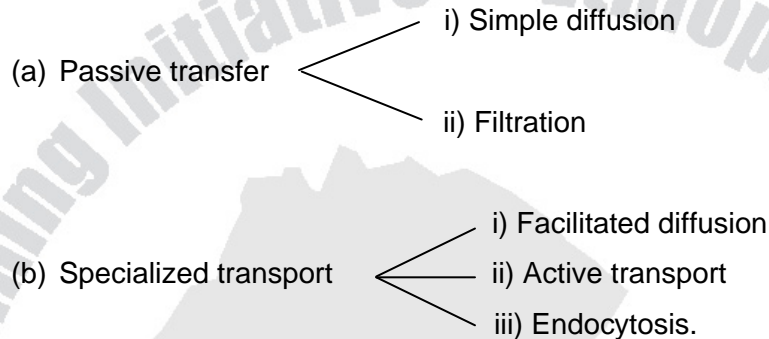 i) Simple diffusion
(a) Passive transfer
ii) Filtration
i) Facilitated diffusion
(b) Specialized transport ii) Active transport
iii) Endocytosis.